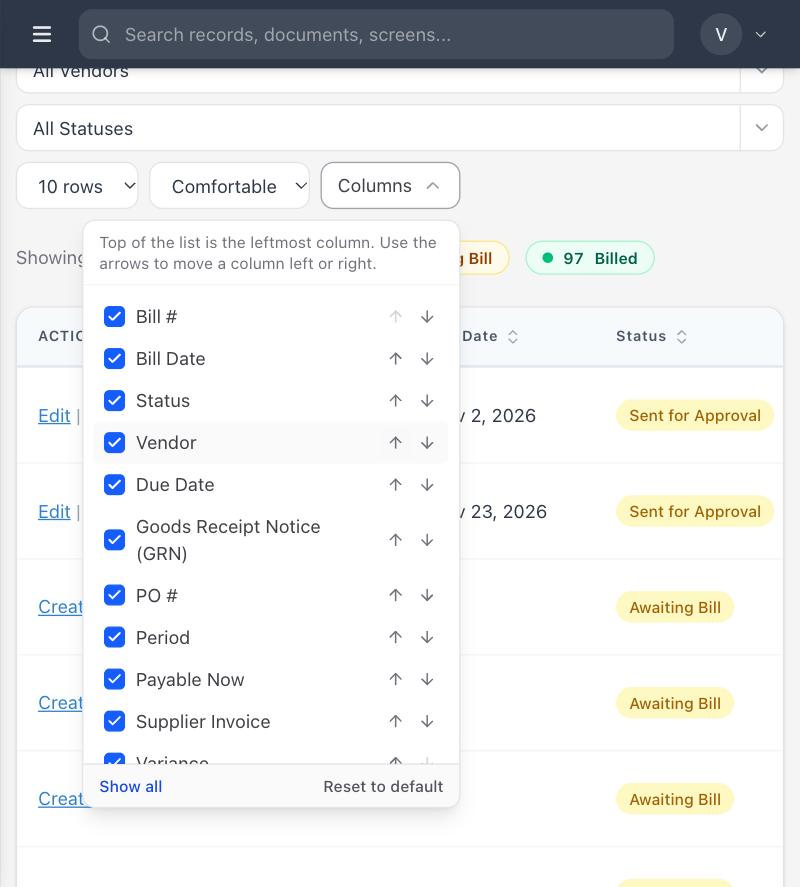 Search records, documents, screens...
V
All Vendors
All Statuses
10 rows
Comfortable
Columns
Top of the list is the leftmost column. Use the
arrows to move a column left or right.
Showing
Bill
97 Billed
Bill #
Date
Status
Bill Date
Status
Edit |
2, 2026
Sent for Approval
Vendor
Due Date
Edit |
23, 2026
Sent for Approval
Goods Receipt Notice
(GRN)
PO #
Awaiting Bill
Period
Payable Now
Awaiting Bill
Supplier Invoice
Variance
Show all
Reset to default
Awaiting Bill